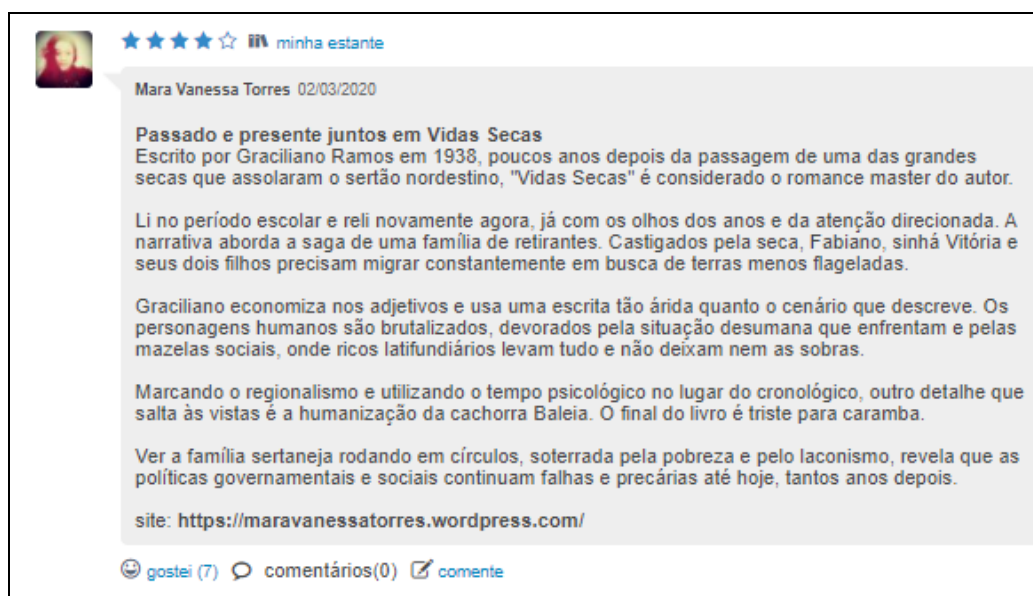 minha estante
Mara Vanessa Torres 02/03/2020
Passado e presente juntos em Vidas Secas
Escrito por Graciliano Ramos em 1938, poucos anos depois da passagem de uma das grandes
secas que assolaram o sertão nordestino, "Vidas Secas" é considerado o romance master do autor.
Li no período escolar e reli novamente agora, já com os olhos dos anos e da atenção direcionada. A
narrativa aborda a saga de uma família de retirantes. Castigados pela seca, Fabiano, sinhá Vitória e
seus dois filhos precisam migrar constantemente em busca de terras menos flageladas.
Graciliano economiza nos adjetivos e usa uma escrita tão árida quanto o cenário que descreve. Os
personagens humanos são brutalizados, devorados pela situação desumana que enfrentam e pelas
mazelas sociais, onde ricos latifundiários levam tudo e não deixam nem as sobras.
Marcando o regionalismo e utilizando o tempo psicológico no lugar do cronológico, outro detalhe que
salta às vistas é a humanização da cachorra Baleia. O final do livro é triste para caramba.
Ver a família sertaneja rodando em círculos, soterrada pela pobreza e pelo laconismo, revela que as
políticas governamentais e sociais continuam falhas e precárias até hoje, tantos anos depois.
site: https://maravanessatorres.wordpress.com/
gostei (7) comentários(0) comente